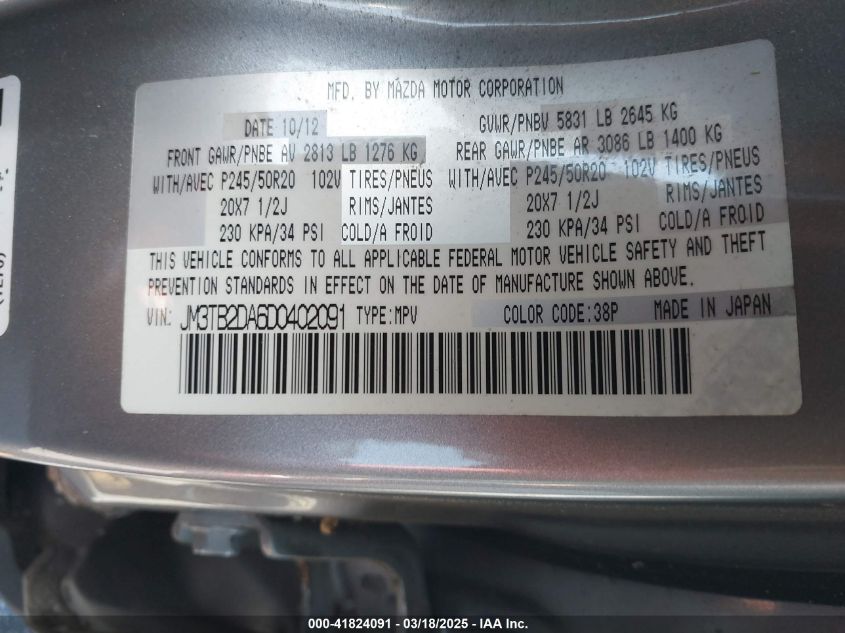 MFD. BY MAZDA MOTOR CORPORATION
DATE 10/12 GVWR/PNBV 5831 LB 2645 KG
FRONT GAWR/PNBE AV 2813 LB 1276 KG REAR GAWR/PNBE AR 3086 LB 1400 KG
WITH/AVEC P245/50R20 102V TIRES/PNEUS WITH/AVEC P245/50R20 102V TIRES/PNEUS
20X7 1/2J RIMS/JANTES 20X7 1/2J RIMS/JANTES
230 KPA/34 PSI COLD/A FROID 230 KPA/34 PSI COLD/A FROID
THIS VEHICLE CONFORMS TO ALL APPLICABLE FEDERAL MOTOR VEHICLE SAFETY AND THEFT
PREVENTION STANDARDS IN EFFECT ON THE DATE OF MANUFACTURE SHOWN ABOVE.
VIN: JM3TB2DA6D0402091 TYPE:MPV COLOR CODE:38P MADE IN JAPAN
000-41824091 - 03/18/2025 - IAA Inc.